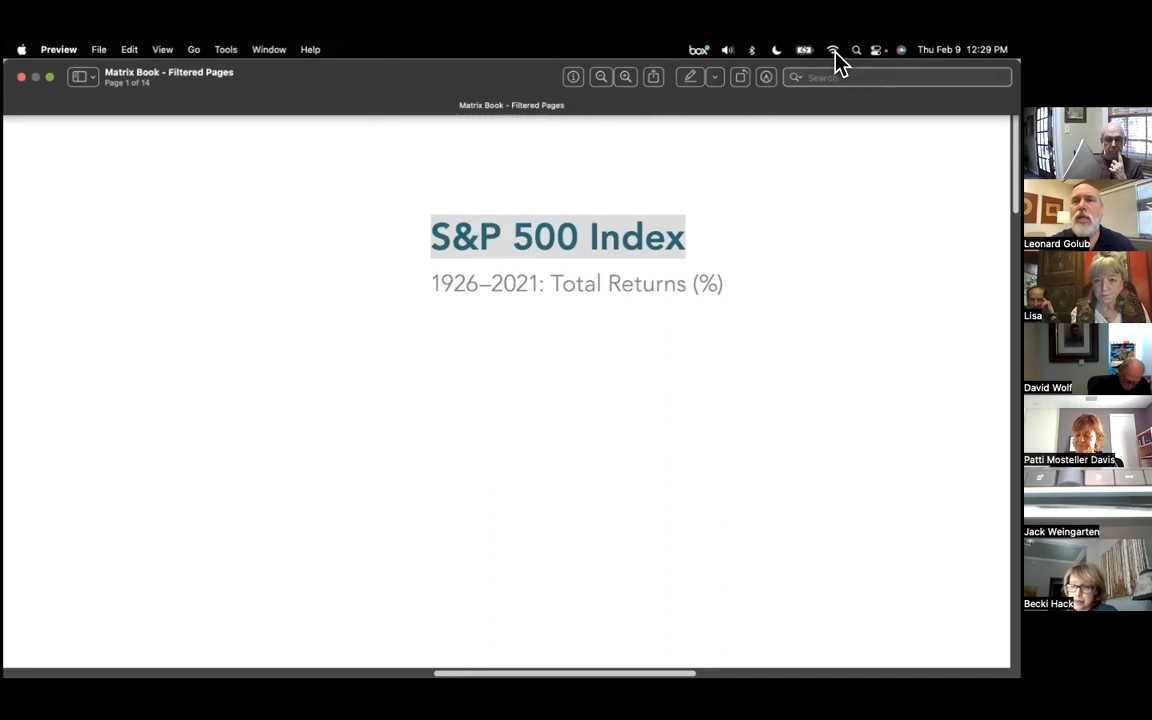 Preview File Edit View Go Tools Window Help box Thu Feb 9 12:29 PM
Matrix Book - Filtered Pages
Page 1 of 14
Search
Matrix Book - Filtered Pages
S&P 500 Index
1926–2021: Total Returns (%)
Leonard Golub
Lisa
David Wolf
Patti Mosteller Davis
Jack Weingarten
Becki Hack